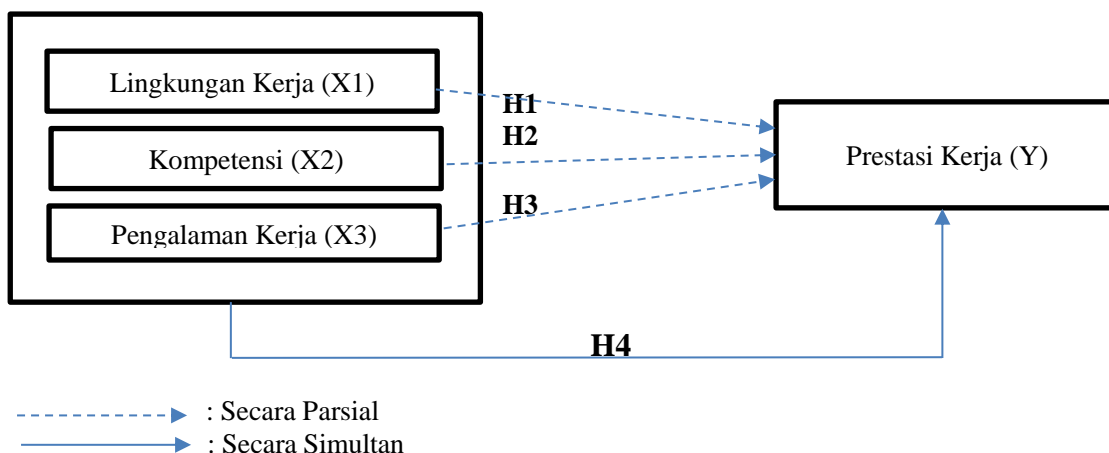 Lingkungan Kerja (X1)
H1
H2
Kompetensi (X2)
Prestasi Kerja (Y)
H3
Pengalaman Kerja (X3)
H4
: Secara Parsial
: Secara Simultan